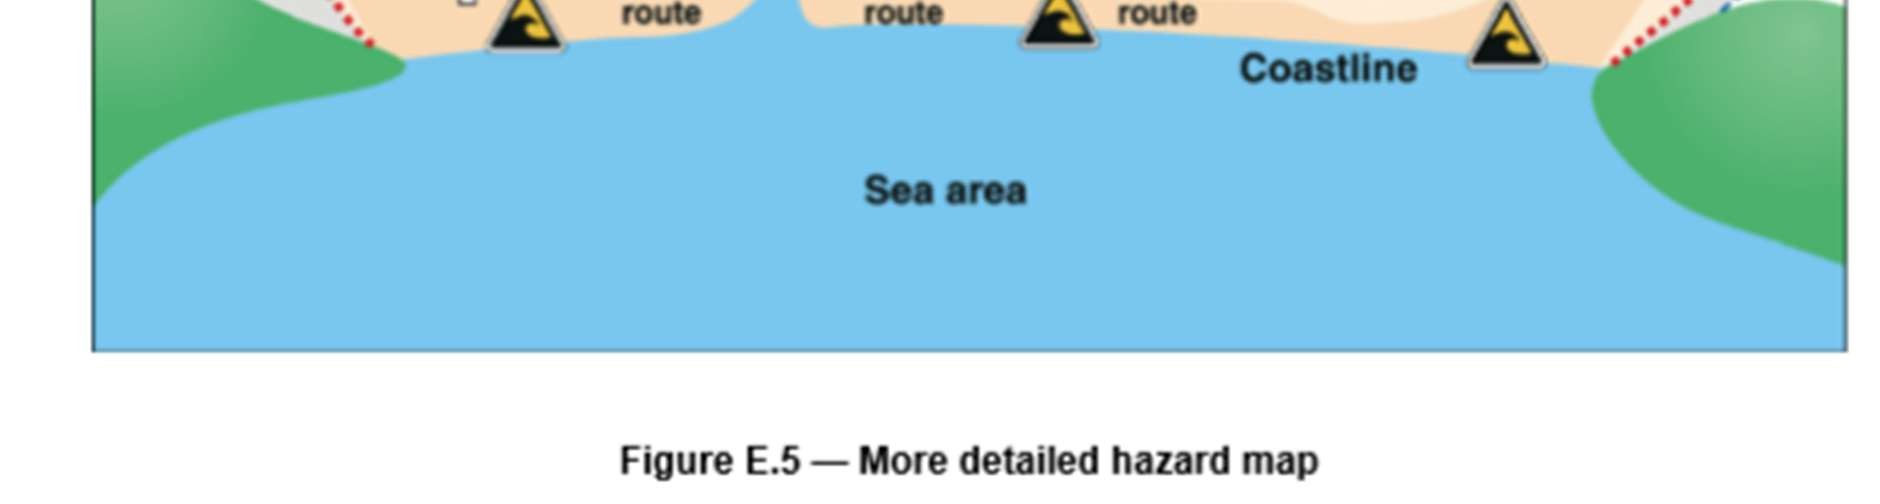 route route route
Coastline
Sea area
Figure E.5 — More detailed hazard map